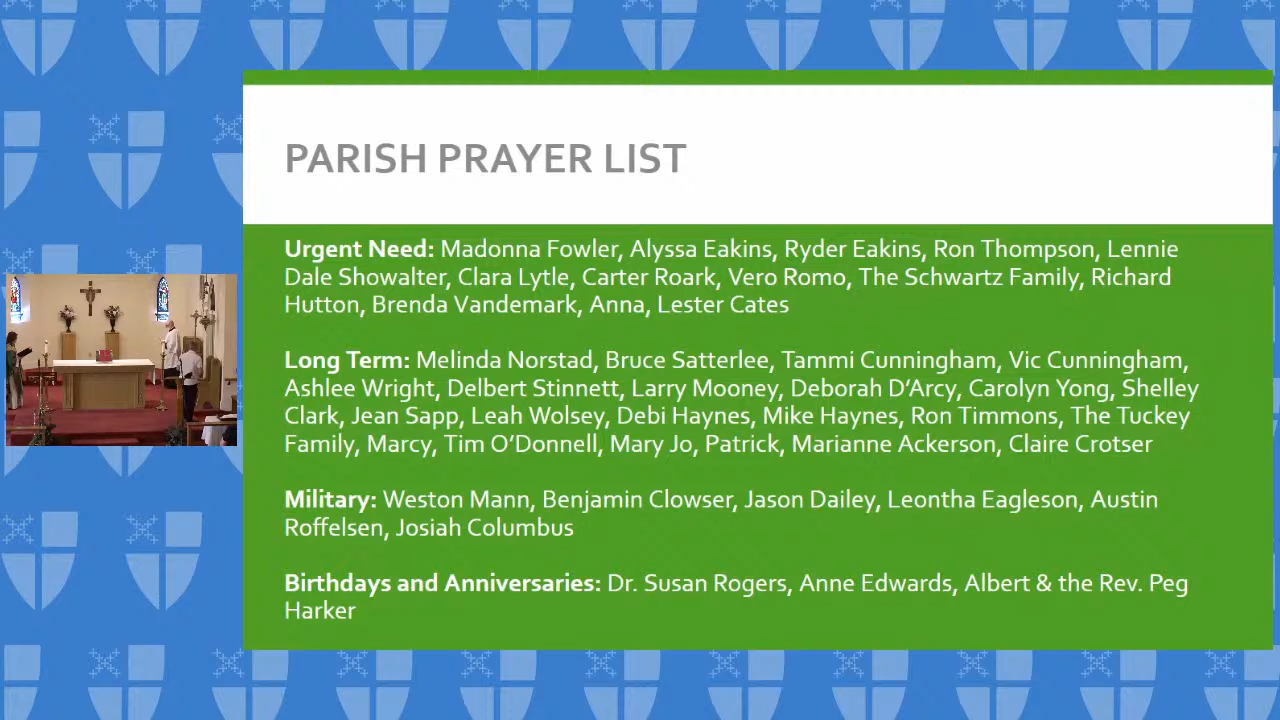 PARISH PRAYER LIST
Urgent Need: Madonna Fowler, Alyssa Eakins, Ryder Eakins, Ron Thompson, Lennie
Dale Showalter, Clara Lytle, Carter Roark, Vero Romo, The Schwartz Family, Richard
Hutton, Brenda Vandemark, Anna, Lester Cates
Long Term: Melinda Norstad, Bruce Satterlee, Tammi Cunningham, Vic Cunningham,
Ashlee Wright, Delbert Stinnett, Larry Mooney, Deborah D’Arcy, Carolyn Yong, Shelley
Clark, Jean Sapp, Leah Wolsey, Debi Haynes, Mike Haynes, Ron Timmons, The Tuckey
Family, Marcy, Tim O’Donnell, Mary Jo, Patrick, Marianne Ackerson, Claire Crotser
Military: Weston Mann, Benjamin Clowser, Jason Dailey, Leontha Eagleson, Austin
Roffelsen, Josiah Columbus
Birthdays and Anniversaries: Dr. Susan Rogers, Anne Edwards, Albert & the Rev. Peg
Harker